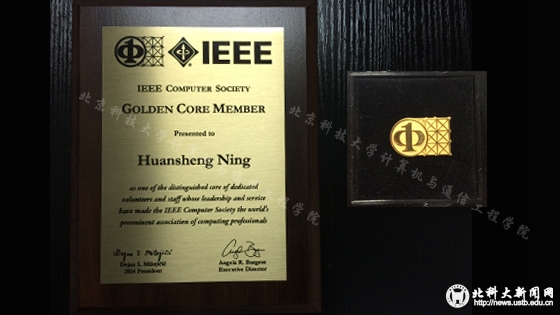 IEEE
IEEE COMPUTER SOCIETY
GOLDEN CORE MEMBER
Presented to
Huansheng Ning
as one of the distinguished core of dedicated
volunteers and staff whose leadership and service
have made the IEEE Computer Society the world's
preeminent association of computing professionals
Dejan S. Milojičić
2014 President
Angela R. Burgess
Executive Director
北京科技大学计算机与通信工程学院
北科大新闻网
http://news.ustb.edu.cn